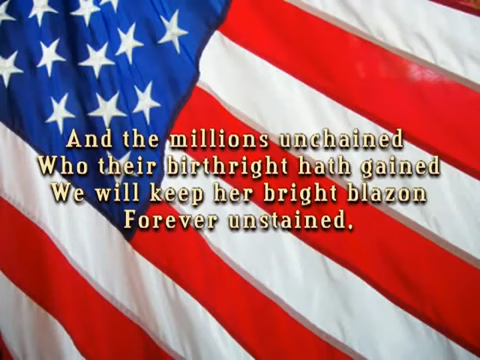 And the millions unchained
Who their birthright hath gained
We will keep her bright blazon
Forever unstained,